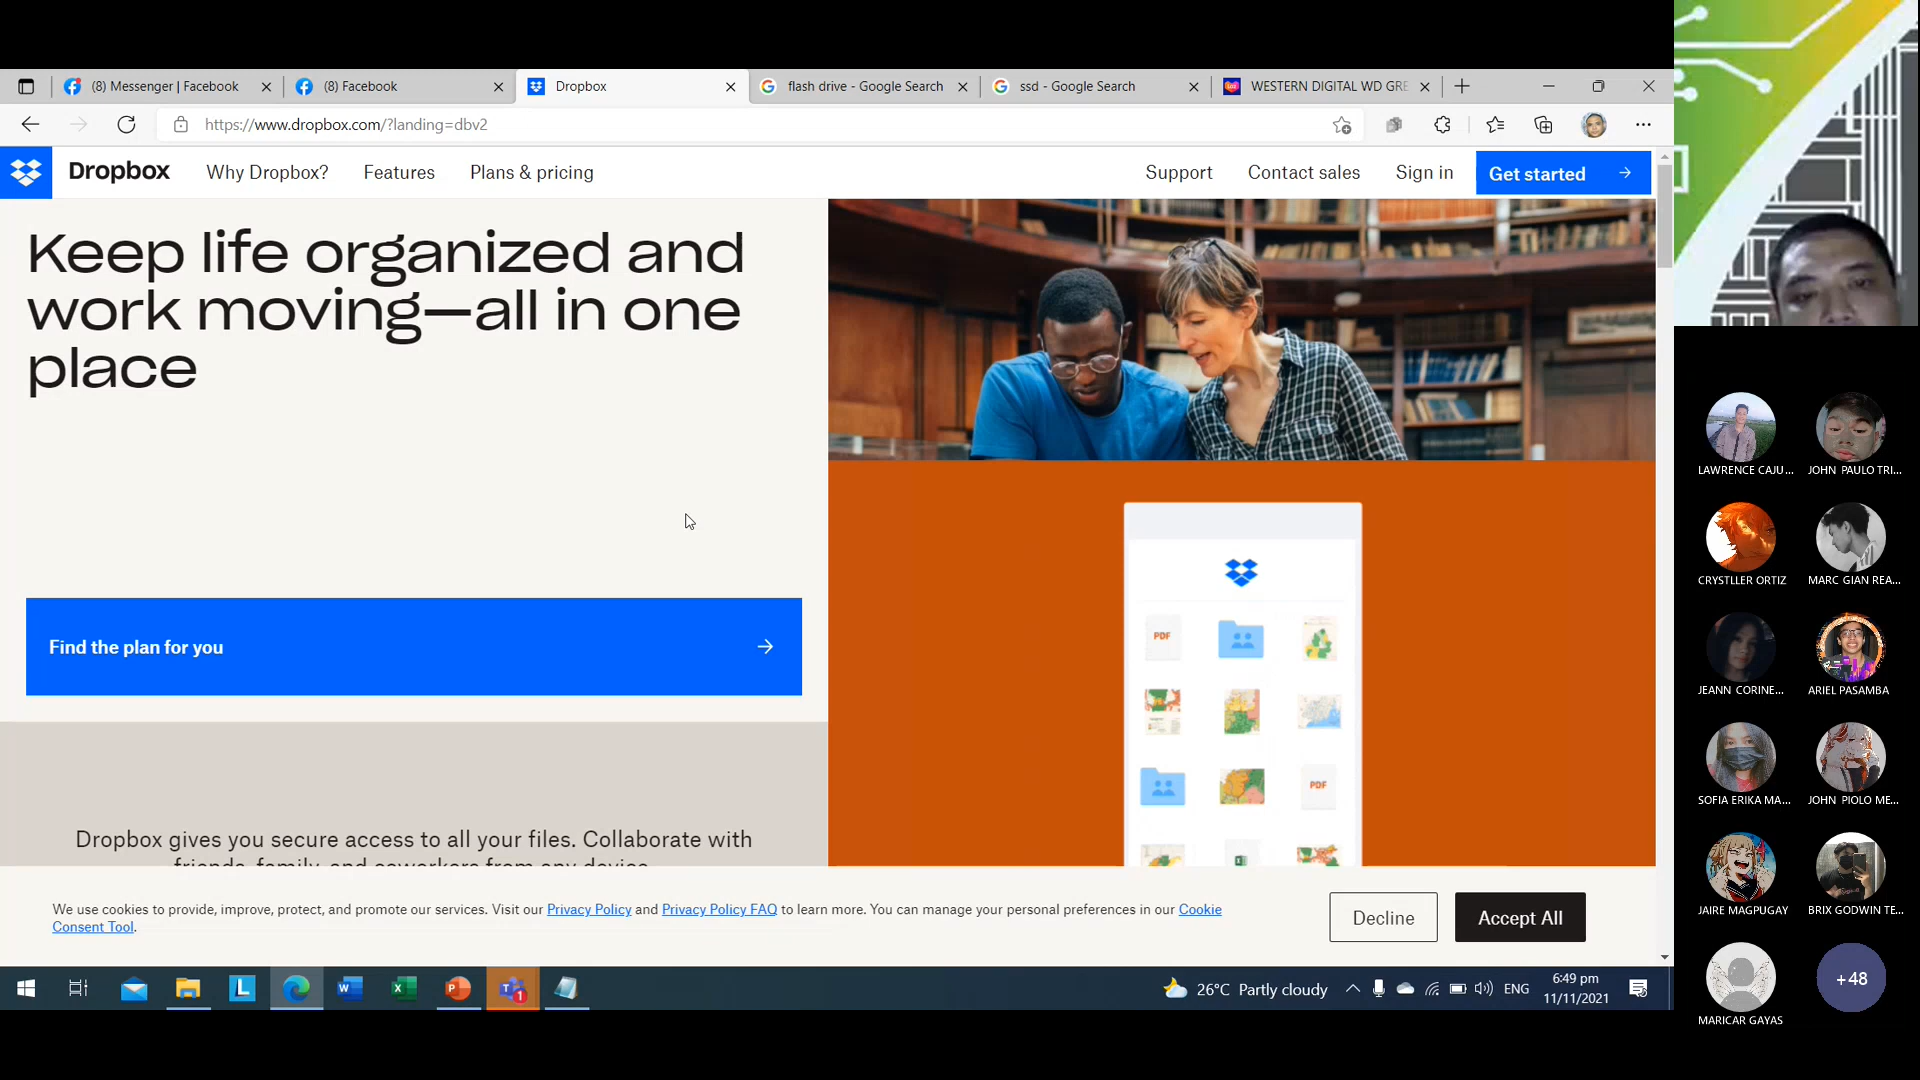 (8) Messenger | Facebook
(8) Facebook
Dropbox
flash drive - Google Search
ssd - Google Search
WESTERN DIGITAL WD GRE
https://www.dropbox.com/?landing=dbv2
Dropbox
Why Dropbox?
Features
Plans & pricing
Support
Contact sales
Sign in
Get started
Keep life organized and
work moving—all in one
place
Find the plan for you
Dropbox gives you secure access to all your files. Collaborate with
friends, family, and coworkers from any device.
PDF
PDF
We use cookies to provide, improve, protect, and promote our services. Visit our Privacy Policy and Privacy Policy FAQ to learn more. You can manage your personal preferences in our Cookie
Consent Tool.
Decline
Accept All
26°C Partly cloudy
ENG
6:49 pm
11/11/2021
LAWRENCE CAJU...
JOHN PAULO TRI...
CRYSTLLER ORTIZ
MARC GIAN REA...
JEANN CORINE...
ARIEL PASAMBA
SOFIA ERIKA MA...
JOHN PIOLO ME...
JAIRE MAGPUGAY
BRIX GODWIN TE...
MARICAR GAYAS
+48